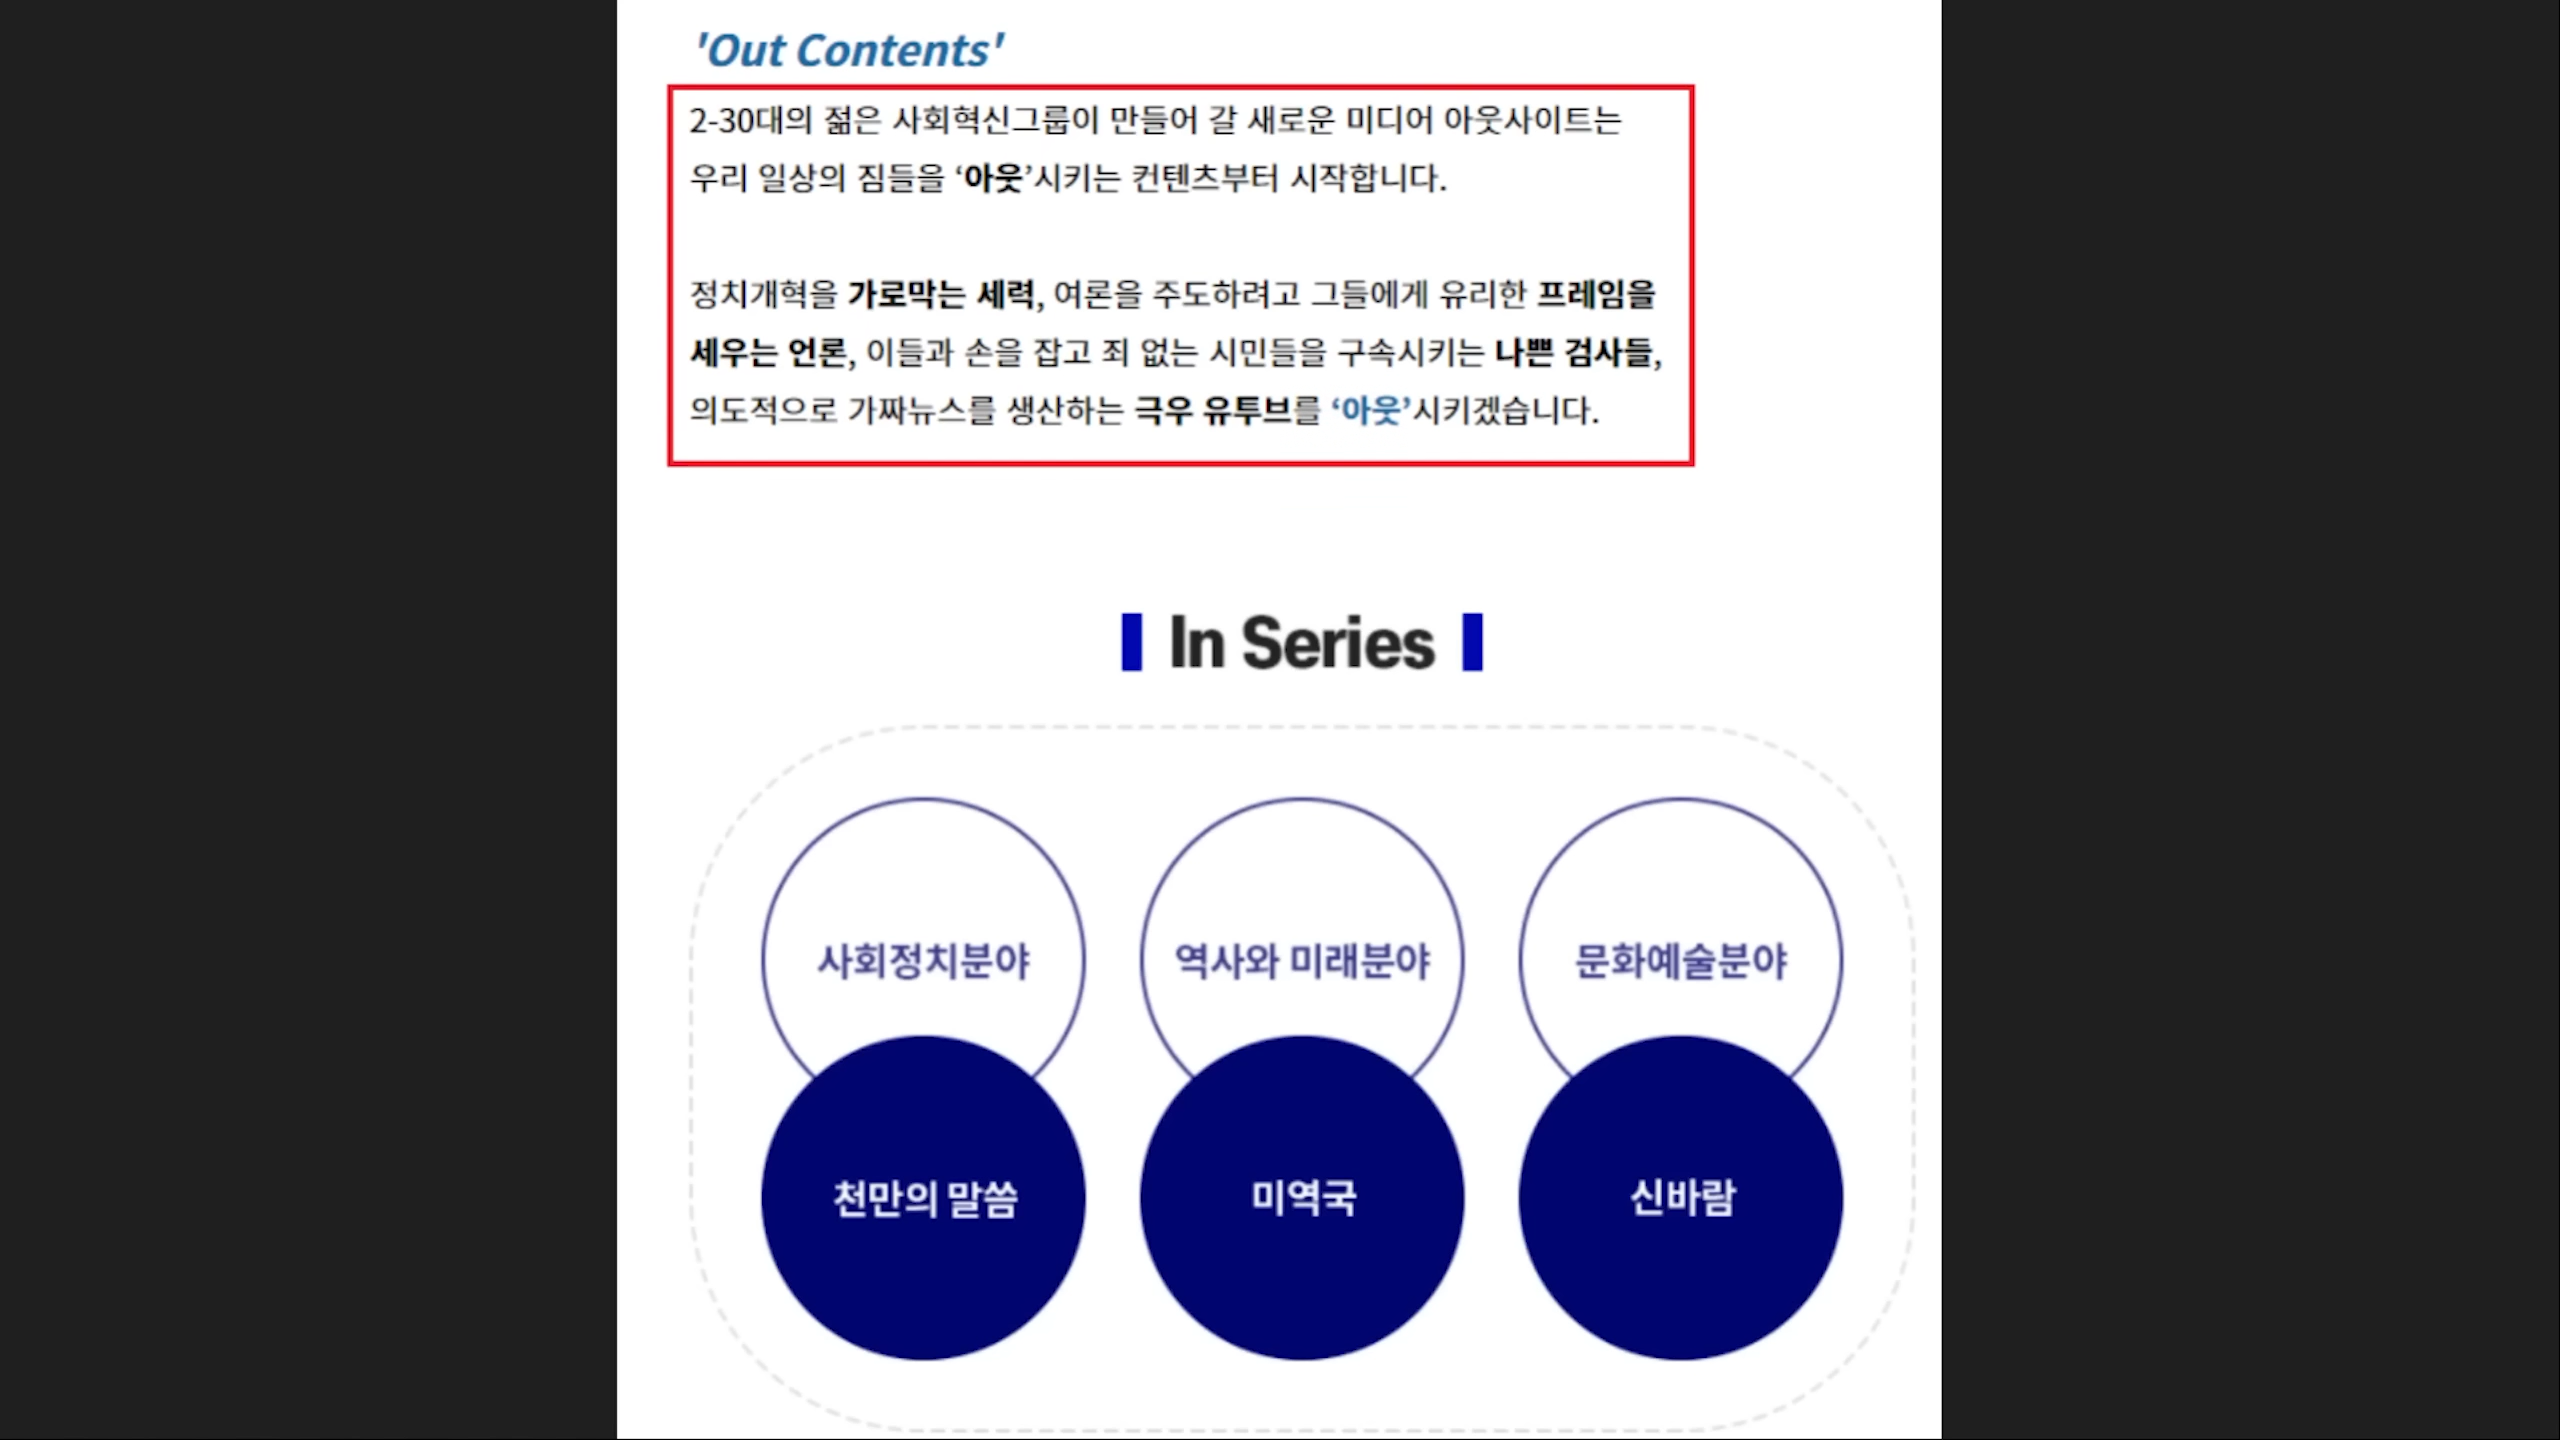 'Out Contents'
2-30대의 젊은 사회혁신그룹이 만들어 갈 새로운 미디어 아웃사이트는
우리 일상의 짐들을 ‘아웃’시키는 컨텐츠부터 시작합니다.
정치개혁을 가로막는 세력, 여론을 주도하려고 그들에게 유리한 프레임을
세우는 언론, 이들과 손을 잡고 죄 없는 시민들을 구속시키는 나쁜 검사들,
의도적으로 가짜뉴스를 생산하는 극우 유투브를 ‘아웃’시키겠습니다.
In Series
사회정치분야 역사와 미래분야 문화예술분야
천만의 말씀 미역국 신바람